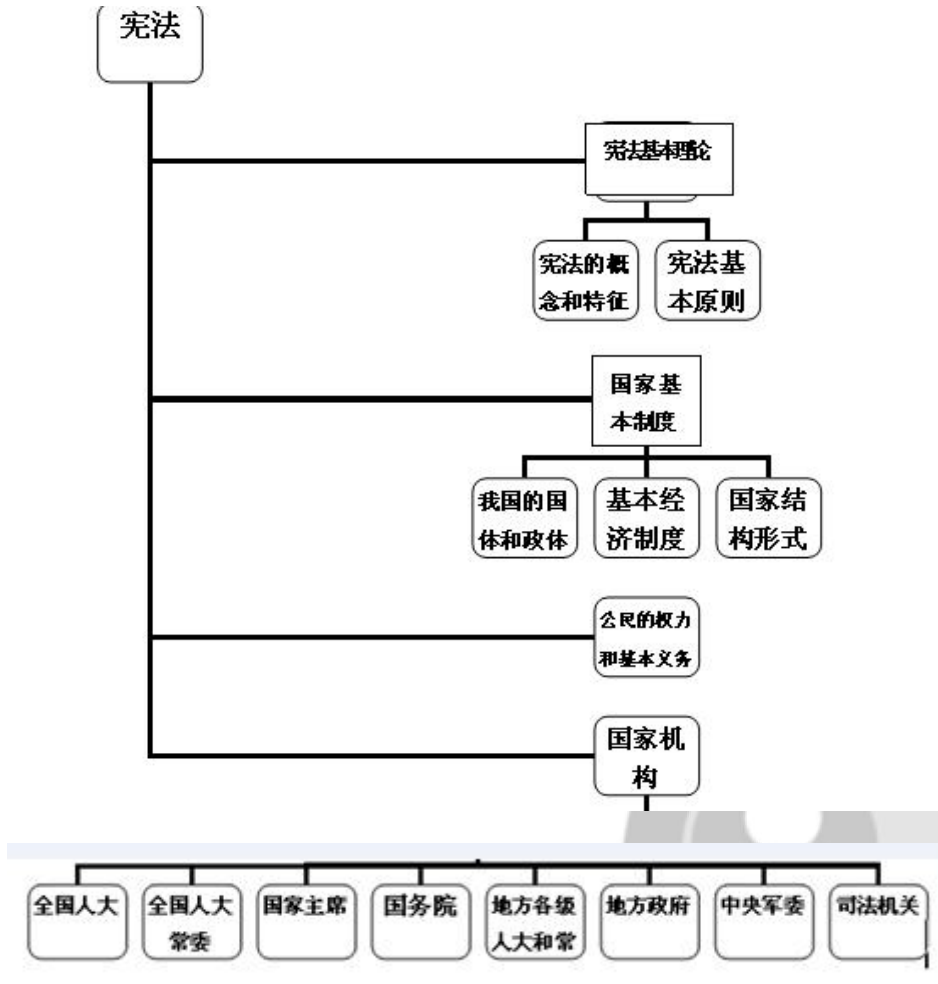 宪法
宪法基本理论
宪法的概
念和特征
宪法基
本原则
国家基
本制度
我国的国
体和政体
基本经
济制度
国家结
构形式
公民的权力
和基本义务
国家机
构
全国人大
全国人大
常委
国家主席
国务院
地方各级
人大和常
地方政府
中央军委
司法机关